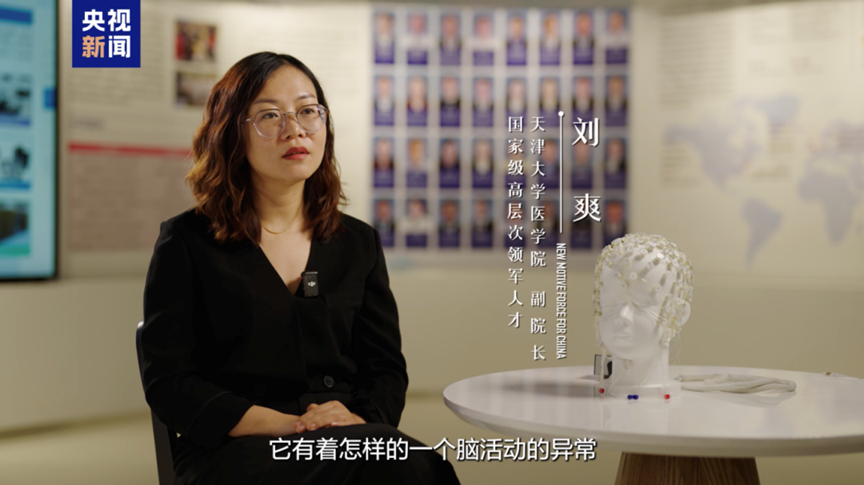 央视
新闻
刘爽
NEW MOTIVE FORCE FOR CHINA
天津大学医学院 副院长
国家级高层次领军人才
它有着怎样的一个脑活动的异常